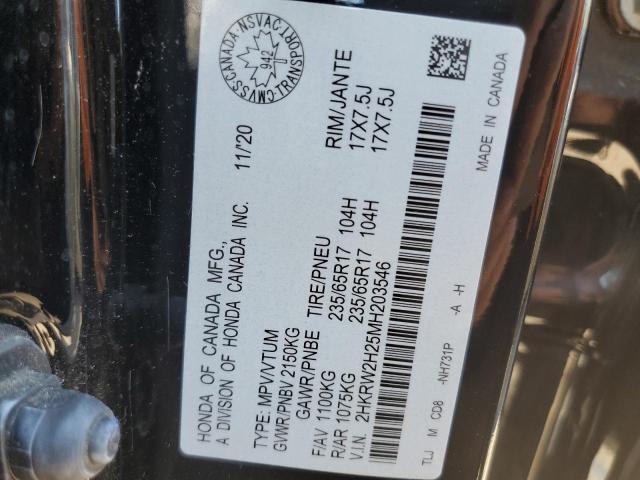 HONDA OF CANADA MFG.,
A DIVISION OF HONDA CANADA INC. 11/20
CMVSS CANADA-NSVAC
TRANSPORT
942
TYPE: MPV/VTUM
GVWR/PNBV 2150KG
GAWR/PNBE TIRE/PNEU RIM/JANTE
F/AV 1100KG 235/65R17 104H 17X7.5J
R/AR 1075KG 235/65R17 104H 17X7.5J
V.I.N. 2HKRW2H25MH203546
TLJ M CD8 -NH731P -A -H MADE IN CANADA